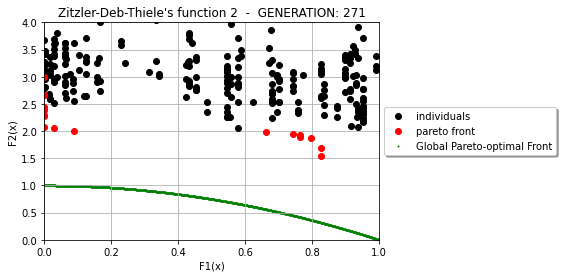 Zitzler-Deb-Thiele's function 2 - GENERATION: 271
4.0
3.5
3.0
2.5
2.0
1.5
1.0
0.5
0.0
F2(x)
0.0 0.2 0.4 0.6 0.8 1.0
F1(x)
individuals
pareto front
Global Pareto-optimal Front